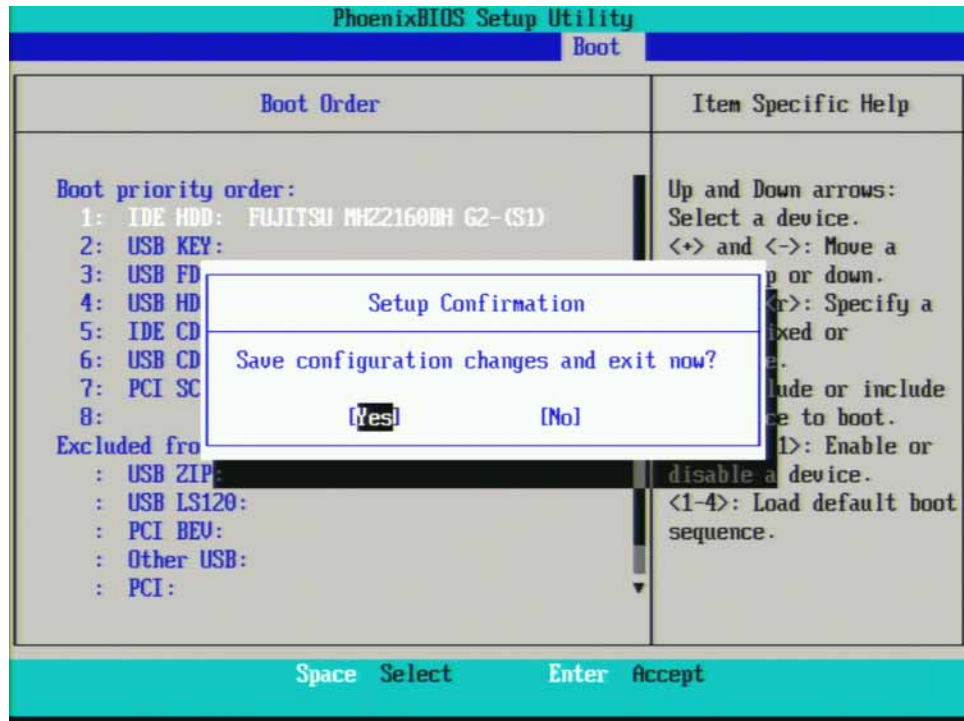 PhoenixBIOS Setup Utility
Boot
Boot Order
Item Specific Help
Boot priority order:
1: IDE HDD: FUJITSU MHZ2160BH G2-(S1)
2: USB KEY:
3: USB FD
4: USB HD
5: IDE CD
6: USB CD
7: PCI SC
8:
Excluded fro
: USB ZIP:
: USB LS120:
: PCI BEV:
: Other USB:
: PCI:
Setup Confirmation
Save configuration changes and exit now?
[Yes] [No]
Up and Down arrows:
Select a device.
<+> and <->: Move a
p or down.
r>: Specify a
ixed or
e.
lude or include
e to boot.
1>: Enable or
disable a device.
<1-4>: Load default boot
sequence.
Space Select Enter Accept